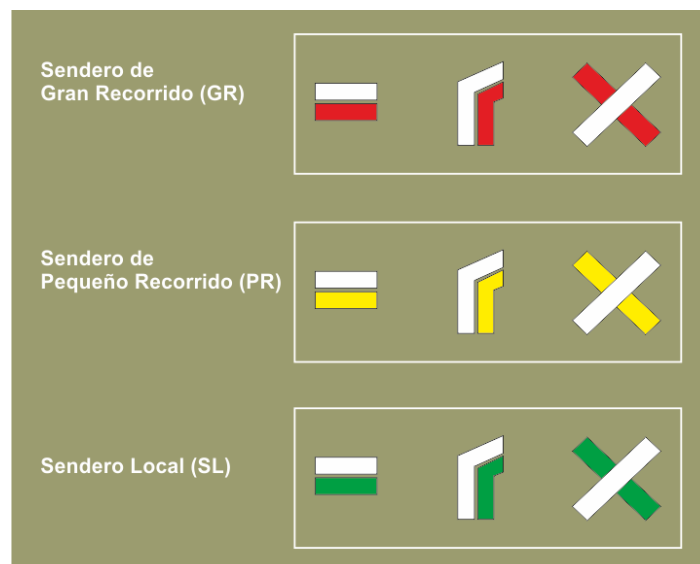 Sendero de
Gran Recorrido (GR)
Sendero de
Pequeño Recorrido (PR)
Sendero Local (SL)